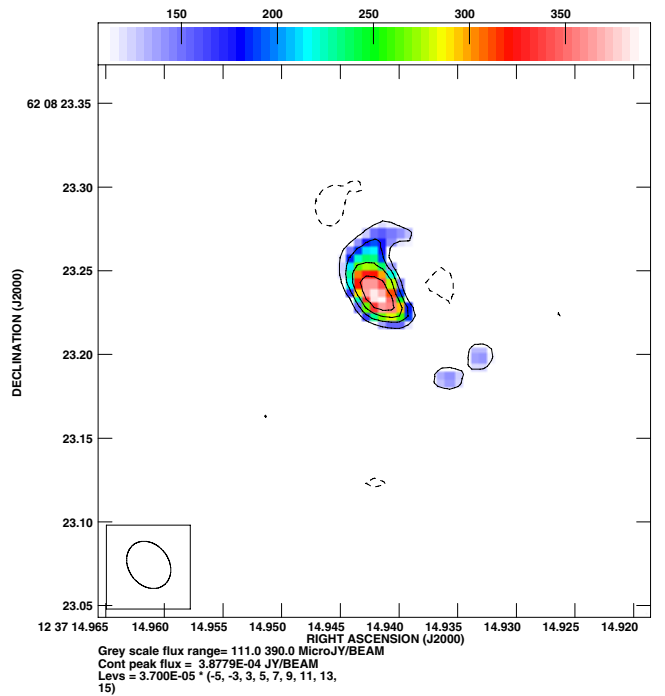 150 200 250 300 350
62 08 23.35
23.30
23.25
23.20
23.15
23.10
23.05
DECLINATION (J2000)
12 37 14.965 14.960 14.955 14.950 14.945 14.940 14.935 14.930 14.925 14.920
RIGHT ASCENSION (J2000)
Grey scale flux range= 111.0 390.0 MicroJY/BEAM
Cont peak flux = 3.8779E-04 JY/BEAM
Levs = 3.700E-05 * (-5, -3, 3, 5, 7, 9, 11, 13,
15)